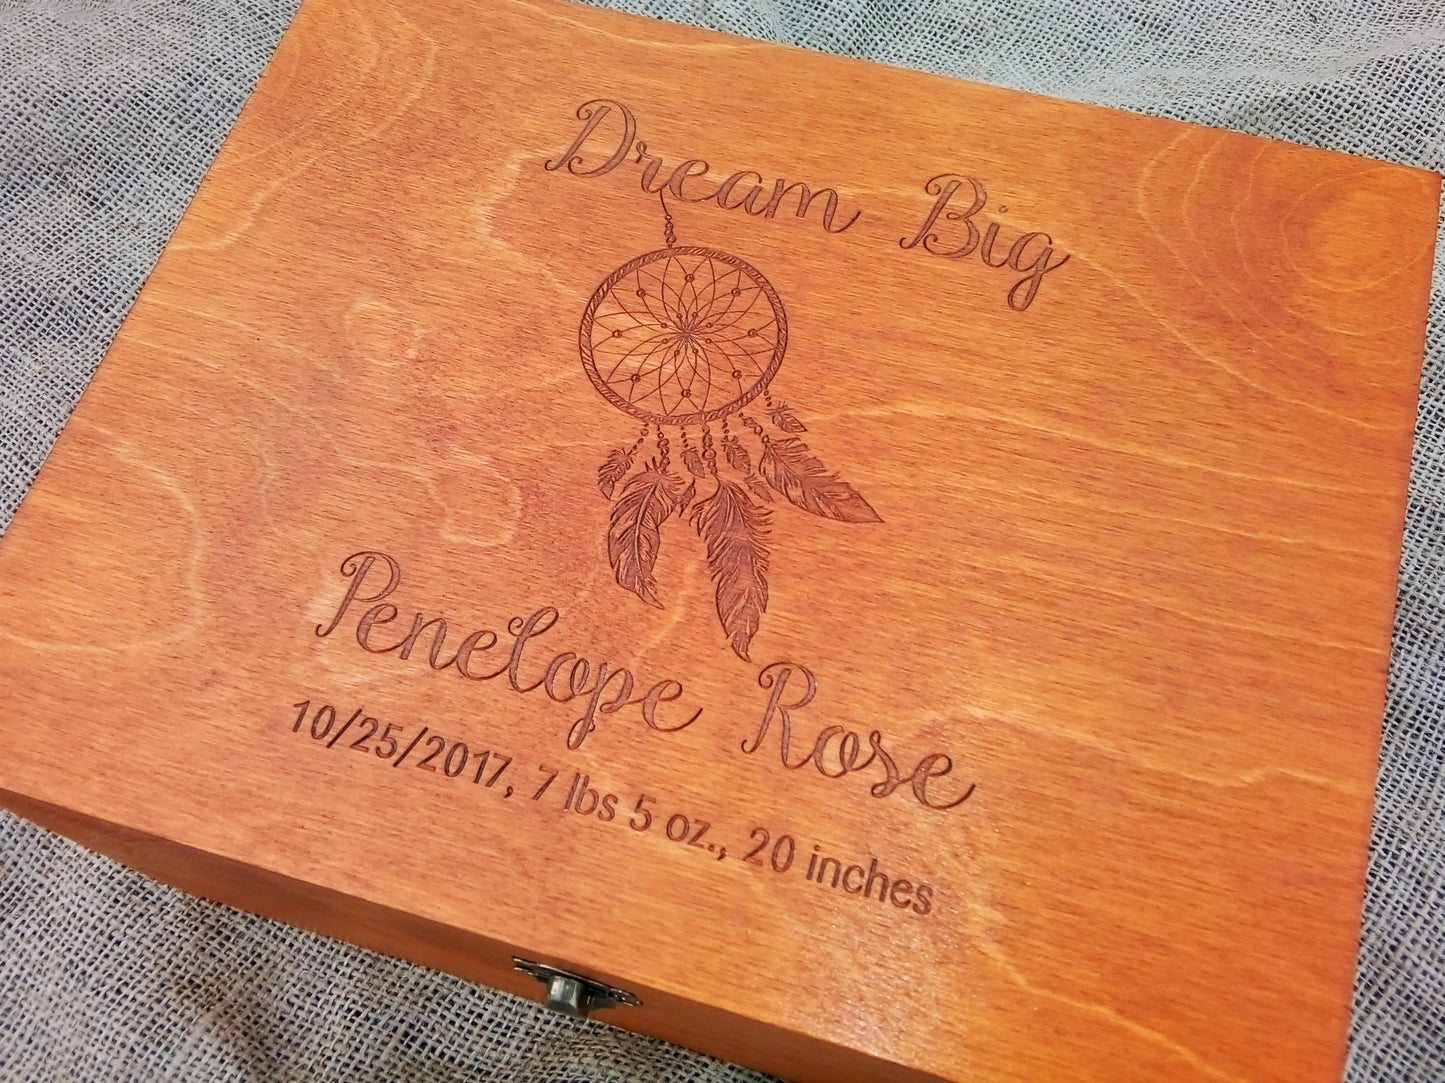 Dream Big
Penelope Rose
10/25/2017, 7 lbs 5 oz., 20 inches